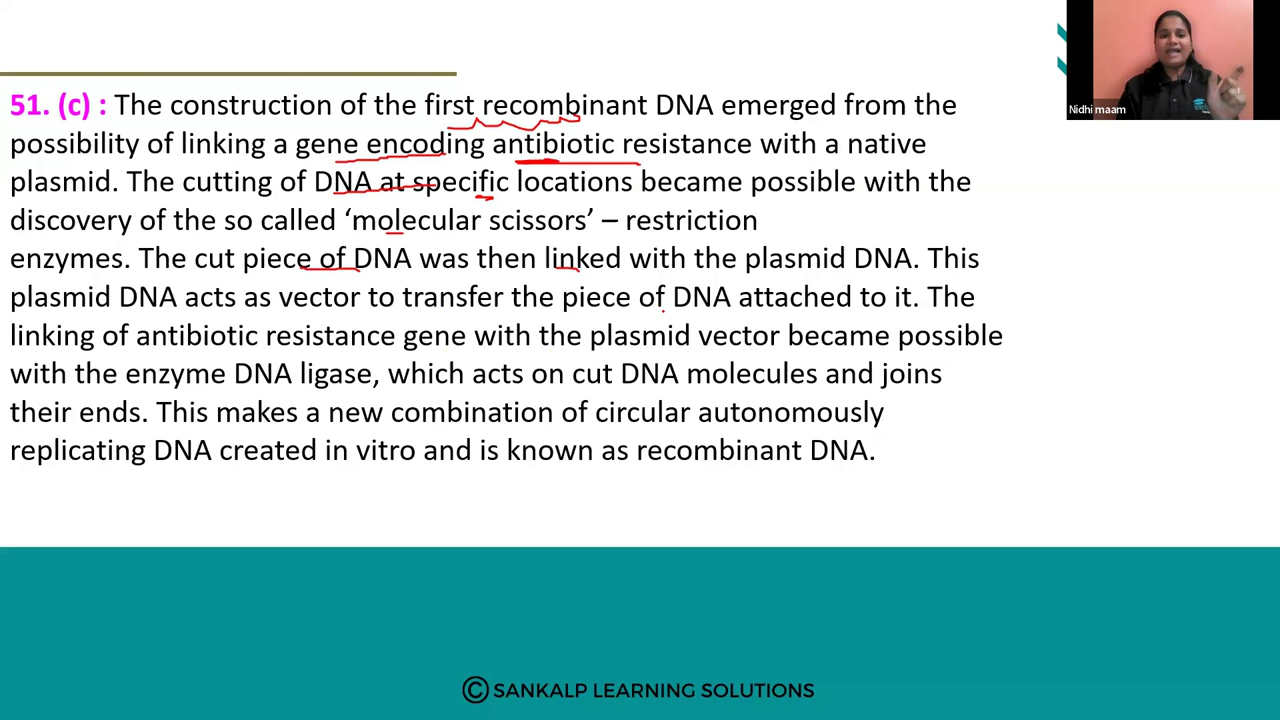 Nidhi maam
51. (c) : The construction of the first recombinant DNA emerged from the
possibility of linking a gene encoding antibiotic resistance with a native
plasmid. The cutting of DNA at specific locations became possible with the
discovery of the so called ‘molecular scissors’ – restriction
enzymes. The cut piece of DNA was then linked with the plasmid DNA. This
plasmid DNA acts as vector to transfer the piece of DNA attached to it. The
linking of antibiotic resistance gene with the plasmid vector became possible
with the enzyme DNA ligase, which acts on cut DNA molecules and joins
their ends. This makes a new combination of circular autonomously
replicating DNA created in vitro and is known as recombinant DNA.
© SANKALP LEARNING SOLUTIONS